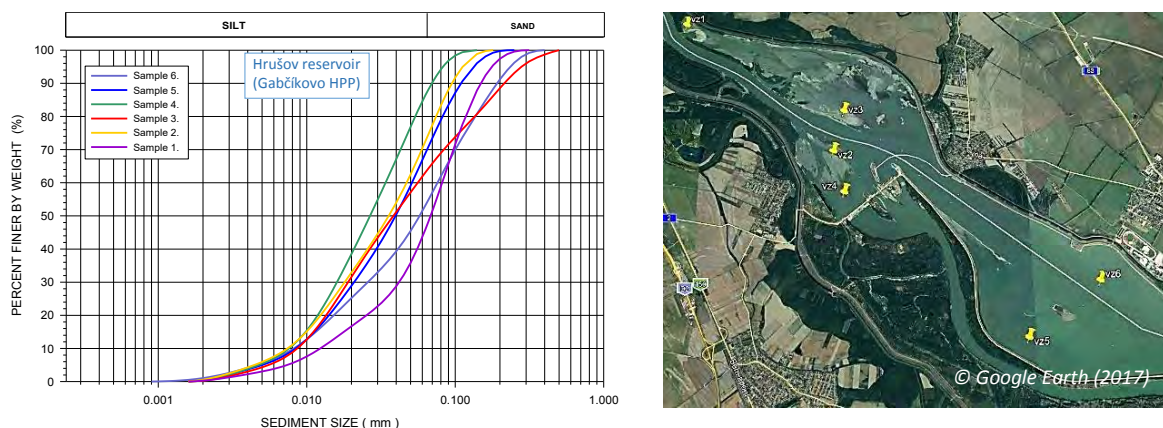 SILT
SAND
Hrušov reservoir
(Gabčíkovo HPP)
Sample 6.
Sample 5.
Sample 4.
Sample 3.
Sample 2.
Sample 1.
PERCENT FINER BY WEIGHT (%)
100
90
80
70
60
50
40
30
20
10
0
0.001
0.010
0.100
1.000
SEDIMENT SIZE ( mm )
vz1
63
vz3
vz2
vz4
2
vz6
vz5
© Google Earth (2017)